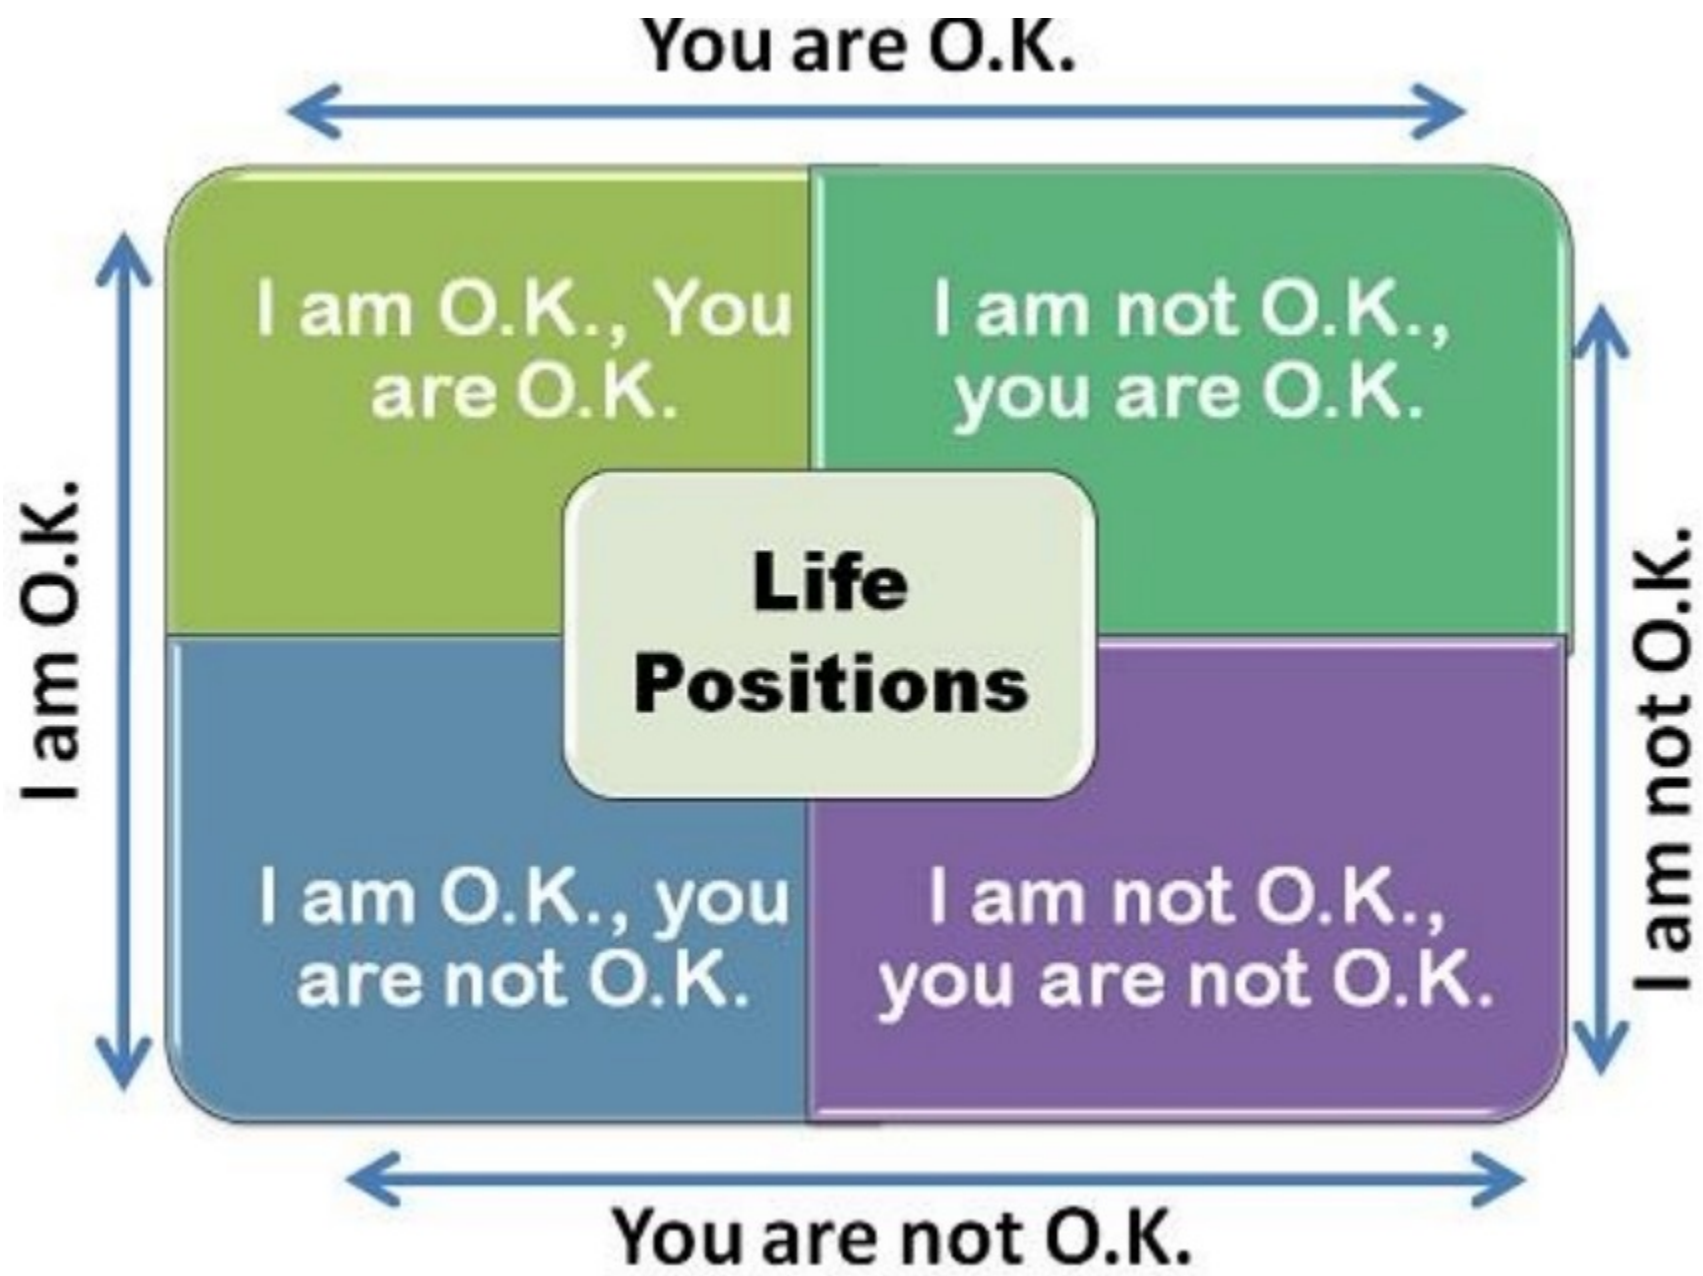 You are O.K.
I am O.K., You
are O.K.
I am not O.K.,
you are O.K.
I am O.K.
Life
Positions
I am not O.K.
I am O.K., you
are not O.K.
I am not O.K.,
you are not O.K.
You are not O.K.